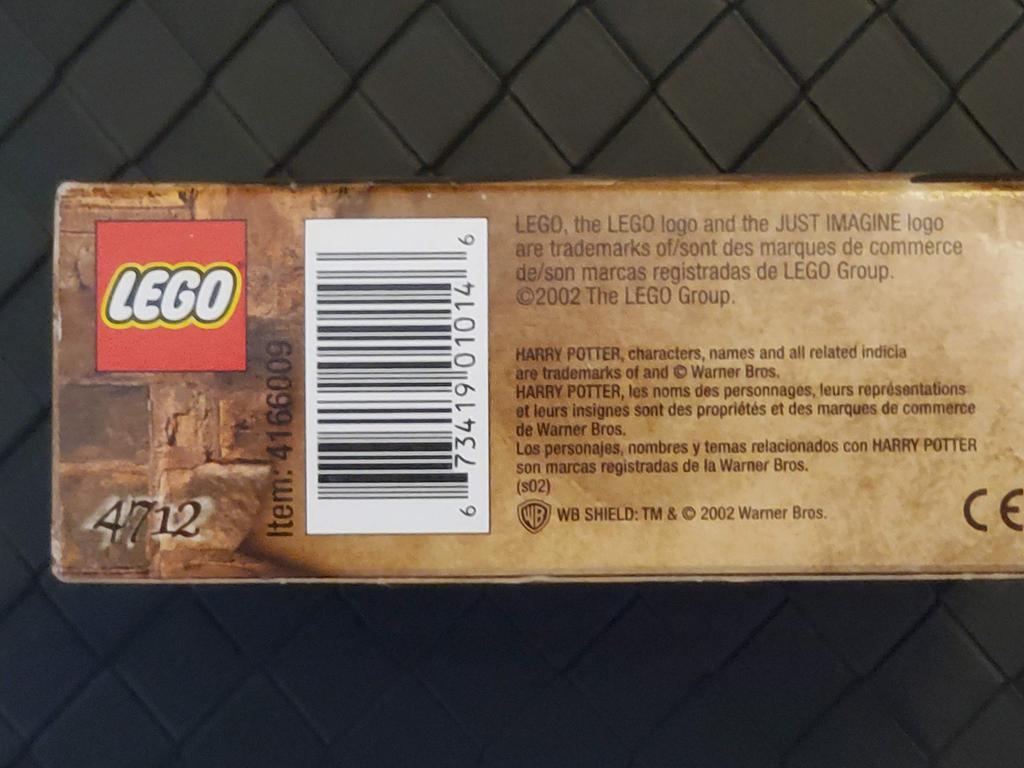 LEGO
4712
Item: 4166009
6 73419 01014 6
LEGO, the LEGO logo and the JUST IMAGINE logo
are trademarks of/sont des marques de commerce
de/son marcas registradas de LEGO Group.
©2002 The LEGO Group.
HARRY POTTER, characters, names and all related indicia
are trademarks of and © Warner Bros.
HARRY POTTER, les noms des personnages, leurs représentations
et leurs insignes sont des propriétés et des marques de commerce
de Warner Bros.
Los personajes, nombres y temas relacionados con HARRY POTTER
son marcas registradas de la Warner Bros.
(s02)
WB WB SHIELD: TM & © 2002 Warner Bros.
CE